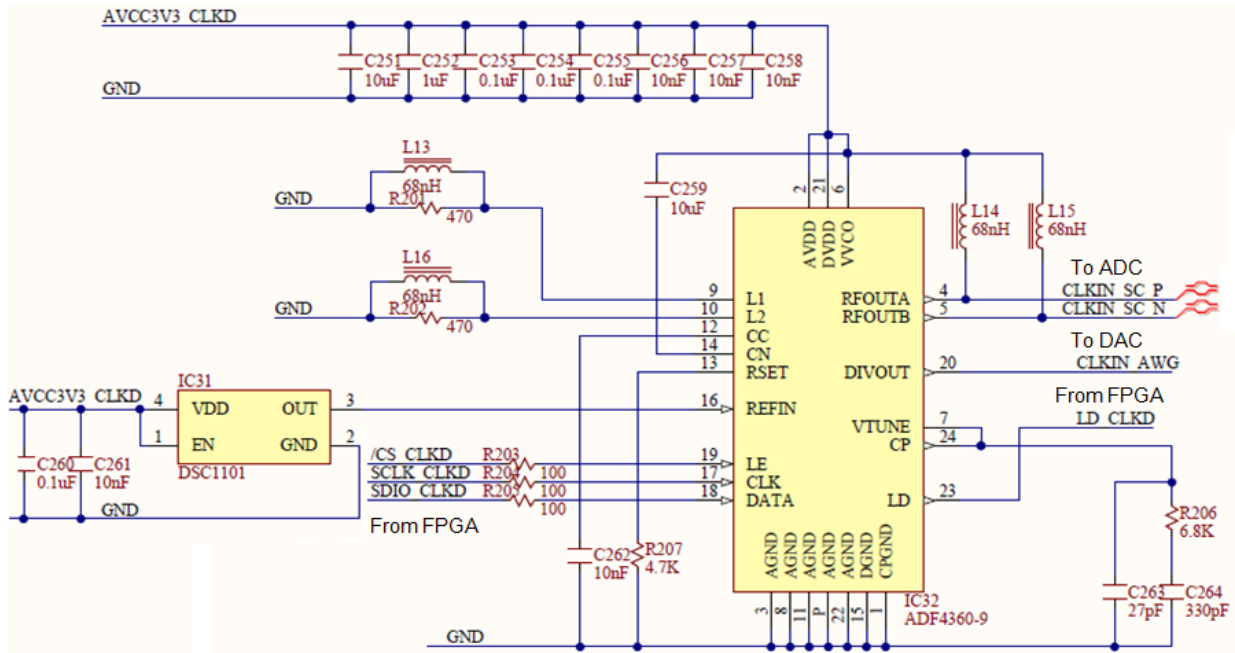 AVCC3V3_CLKD
C251 C252 C253 C254 C255 C256 C257 C258
10uF 1uF 0.1uF 0.1uF 0.1uF 10nF 10nF 10nF
GND
L13
68nH
GND
R201
470
C259
10uF
2 21 6
AVDD DVDD VVCO
L14
68nH
L15
68nH
L16
68nH
GND
R202
470
9 L1
10 L2
12 CC
14 CN
13 RSET
16 REFIN
19 LE
17 CLK
18 DATA
RFOUTA 4
RFOUTB 5
DIVOUT 20
VTUNE 7
CP 24
LD 23
To ADC
CLKIN_SC_P
CLKIN_SC_N
To DAC
CLKIN_AWG
From FPGA
LD_CLKD
AVCC3V3_CLKD
IC31
4 VDD OUT 3
1 EN GND 2
DSC1101
C260
0.1uF
C261
10nF
GND
/CS_CLKD R203 100
SCLK_CLKD R204 100
SDIO_CLKD R205 100
From FPGA
C262
10nF
R207
4.7K
AGND AGND AGND AGND AGND DGND CPGND
3 8 11 P 22 15 1
IC32
ADF4360-9
R206
6.8K
C263
27pF
C264
330pF
GND